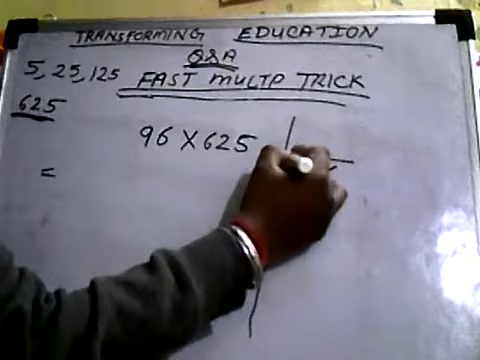 TRANSFORMING EDUCATION
Q&A
5, 25, 125 FAST MULTP TRICK
625
96 X 625
=